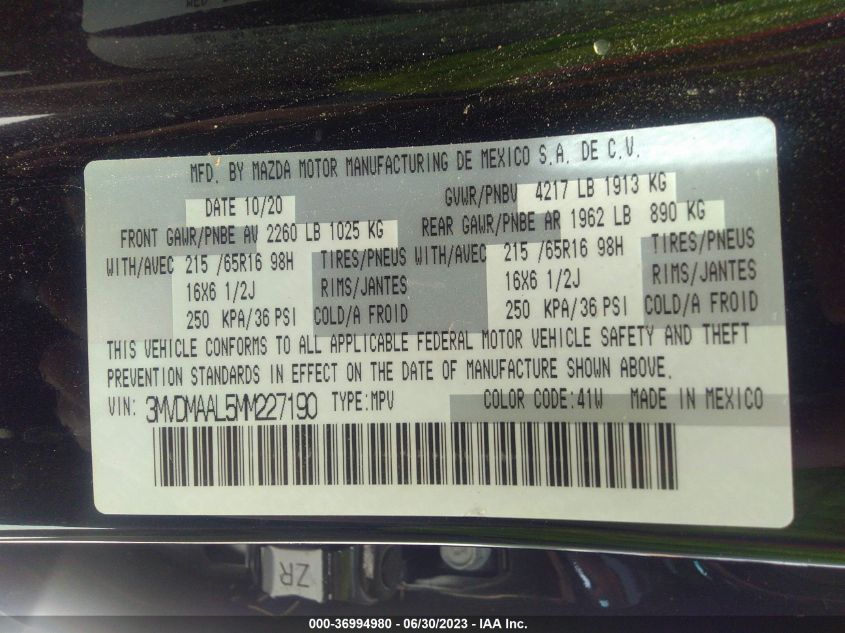 MFD. BY MAZDA MOTOR MANUFACTURING DE MEXICO S.A. DE C.V.
DATE 10/20 GVWR/PNBV 4217 LB 1913 KG
FRONT GAWR/PNBE AV 2260 LB 1025 KG REAR GAWR/PNBE AR 1962 LB 890 KG
WITH/AVEC 215 /65R16 98H TIRES/PNEUS WITH/AVEC 215 /65R16 98H TIRES/PNEUS
16X6 1/2J RIMS/JANTES 16X6 1/2J RIMS/JANTES
250 KPA/36 PSI COLD/A FROID 250 KPA/36 PSI COLD/A FROID
THIS VEHICLE CONFORMS TO ALL APPLICABLE FEDERAL MOTOR VEHICLE SAFETY AND THEFT
PREVENTION STANDARDS IN EFFECT ON THE DATE OF MANUFACTURE SHOWN ABOVE.
VIN: 3MVDMAAL5MM227190 TYPE:MPV COLOR CODE:41W MADE IN MEXICO
ZR
000-36994980 - 06/30/2023 - IAA Inc.